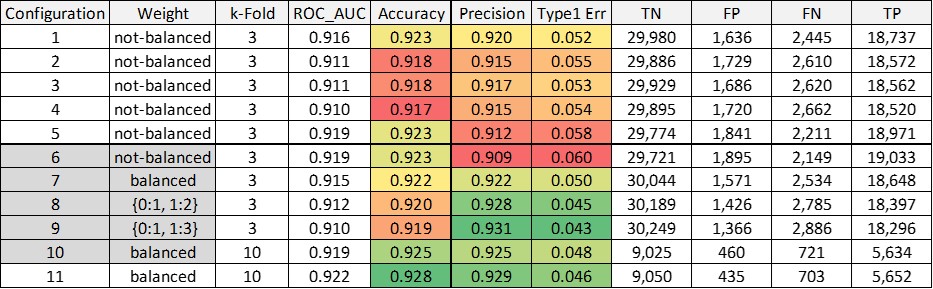 Configuration Weight k-Fold ROC_AUC Accuracy Precision Type1 Err TN FP FN TP
1 not-balanced 3 0.916 0.923 0.920 0.052 29,980 1,636 2,445 18,737
2 not-balanced 3 0.911 0.918 0.915 0.055 29,886 1,729 2,610 18,572
3 not-balanced 3 0.911 0.918 0.917 0.053 29,929 1,686 2,620 18,562
4 not-balanced 3 0.910 0.917 0.915 0.054 29,895 1,720 2,662 18,520
5 not-balanced 3 0.919 0.923 0.912 0.058 29,774 1,841 2,211 18,971
6 not-balanced 3 0.919 0.923 0.909 0.060 29,721 1,895 2,149 19,033
7 balanced 3 0.915 0.922 0.922 0.050 30,044 1,571 2,534 18,648
8 {0:1, 1:2} 3 0.912 0.920 0.928 0.045 30,189 1,426 2,785 18,397
9 {0:1, 1:3} 3 0.910 0.919 0.931 0.043 30,249 1,366 2,886 18,296
10 balanced 10 0.919 0.925 0.925 0.048 9,025 460 721 5,634
11 balanced 10 0.922 0.928 0.929 0.046 9,050 435 703 5,652